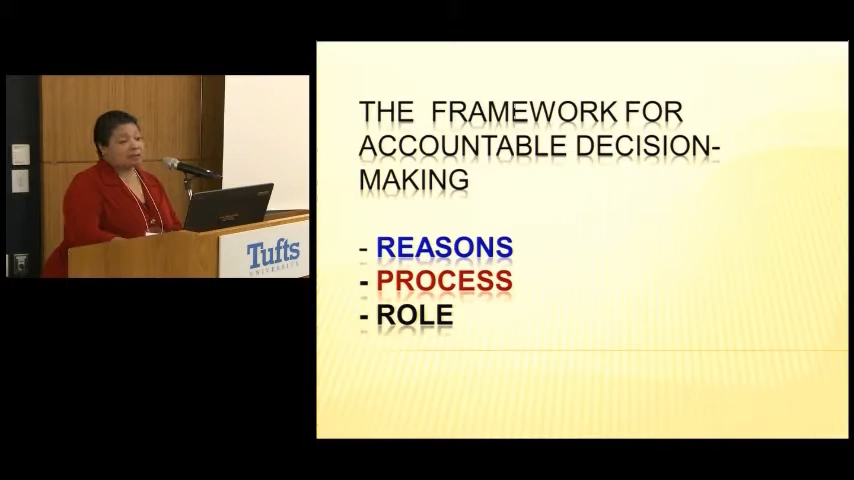 THE FRAMEWORK FOR
ACCOUNTABLE DECISION-
MAKING
- REASONS
- PROCESS
- ROLE
Tufts
UNIVERSITY